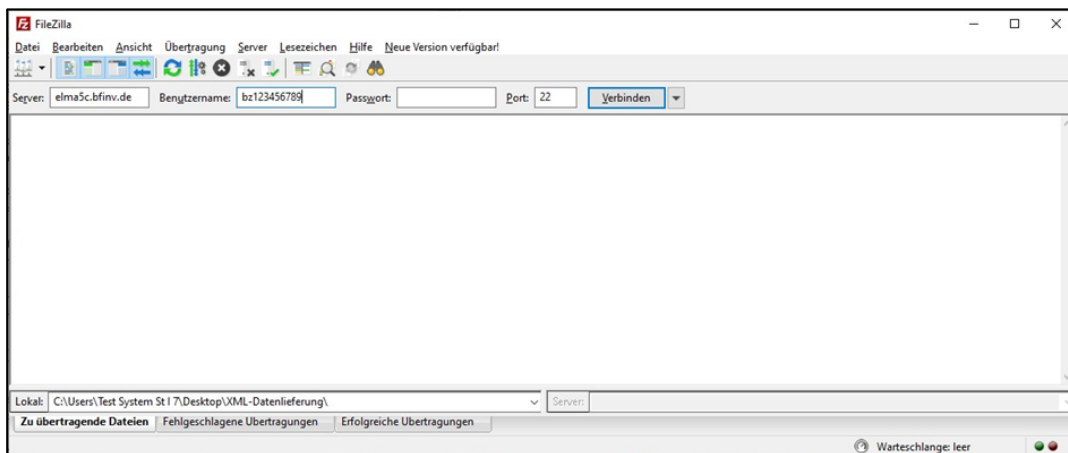 FileZilla
Datei Bearbeiten Ansicht Übertragung Server Lesezeichen Hilfe Neue Version verfügbar!
Server: elma5c.bfinv.de Benutzername: bz123456789 Passwort: Port: 22 Verbinden
Lokal: C:\Users\Test System St I 7\Desktop\XML-Datenlieferung\ Server:
Zu übertragende Dateien Fehlgeschlagene Übertragungen Erfolgreiche Übertragungen
Warteschlange: leer